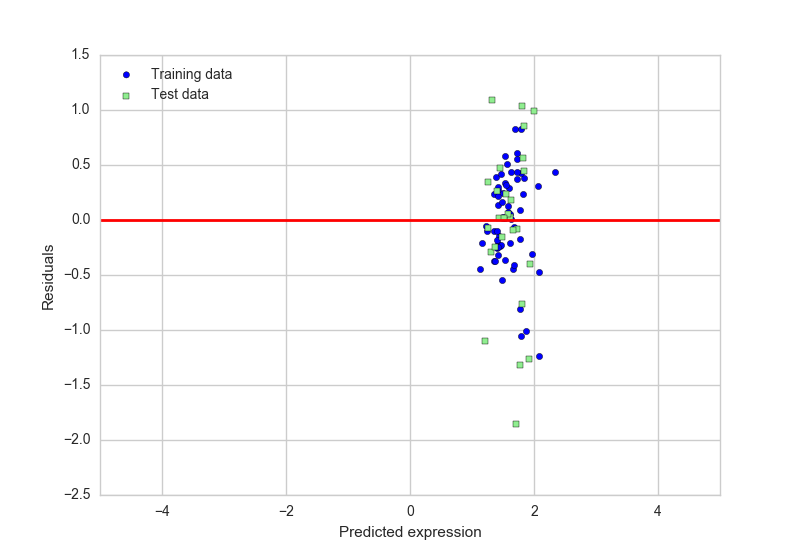 Training data
Test data
1.5
1.0
0.5
0.0
−0.5
−1.0
−1.5
−2.0
−2.5
Residuals
−4 −2 0 2 4
Predicted expression